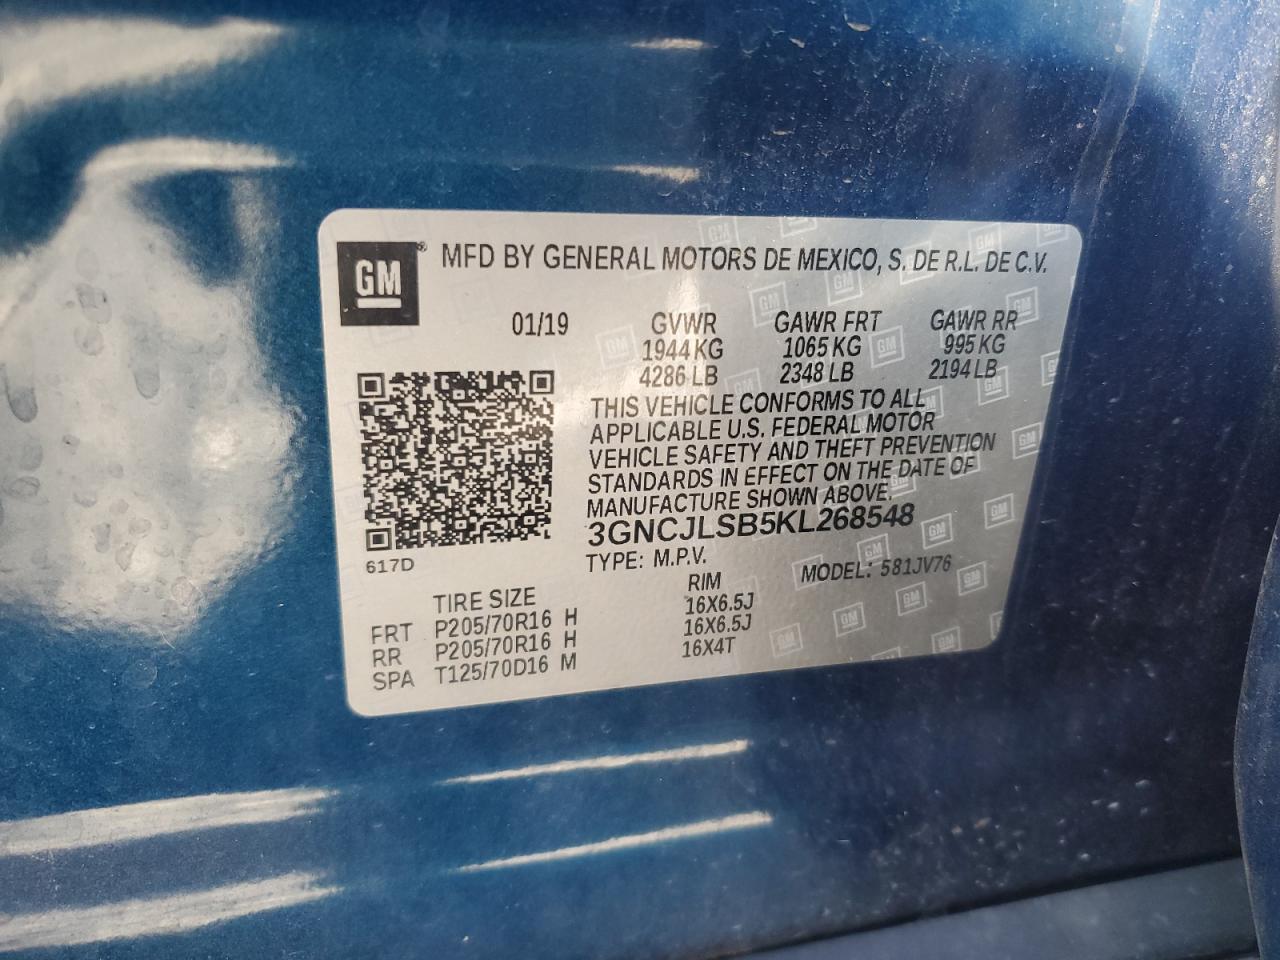 GM® MFD BY GENERAL MOTORS DE MEXICO, S. DE R.L. DE C.V.
01/19 GVWR GAWR FRT GAWR RR
1944 KG 1065 KG 995 KG
4286 LB 2348 LB 2194 LB
THIS VEHICLE CONFORMS TO ALL
APPLICABLE U.S. FEDERAL MOTOR
VEHICLE SAFETY AND THEFT PREVENTION
STANDARDS IN EFFECT ON THE DATE OF
MANUFACTURE SHOWN ABOVE.
3GNCJLSB5KL268548
617D
TYPE: M.P.V. MODEL: 581JV76
TIRE SIZE RIM
FRT P205/70R16 H 16X6.5J
RR P205/70R16 H 16X6.5J
SPA T125/70D16 M 16X4T